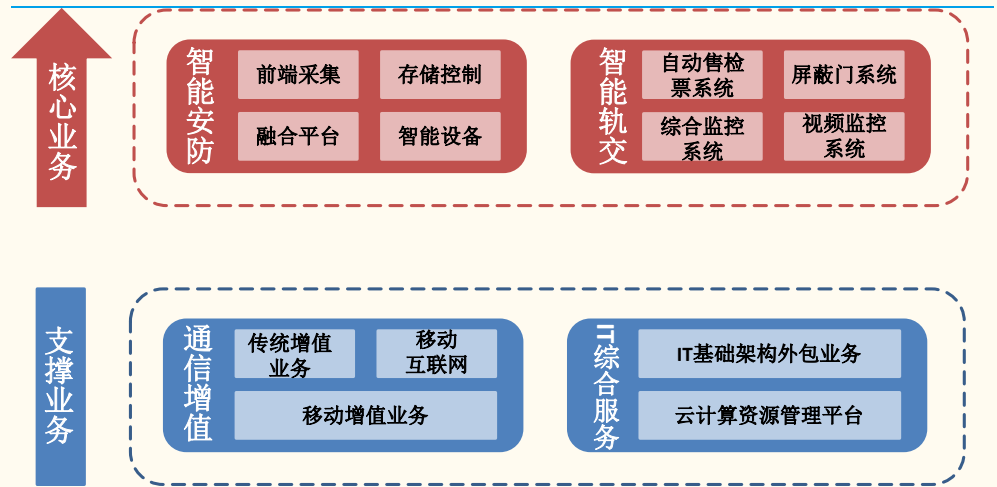 核心业务
智能安防
前端采集
存储控制
融合平台
智能设备
智能轨交
自动售检
票系统
屏蔽门系统
综合监控
系统
视频监控
系统
支撑业务
通信增值
传统增值
业务
移动
互联网
移动增值业务
IT综合服务
IT基础架构外包业务
云计算资源管理平台